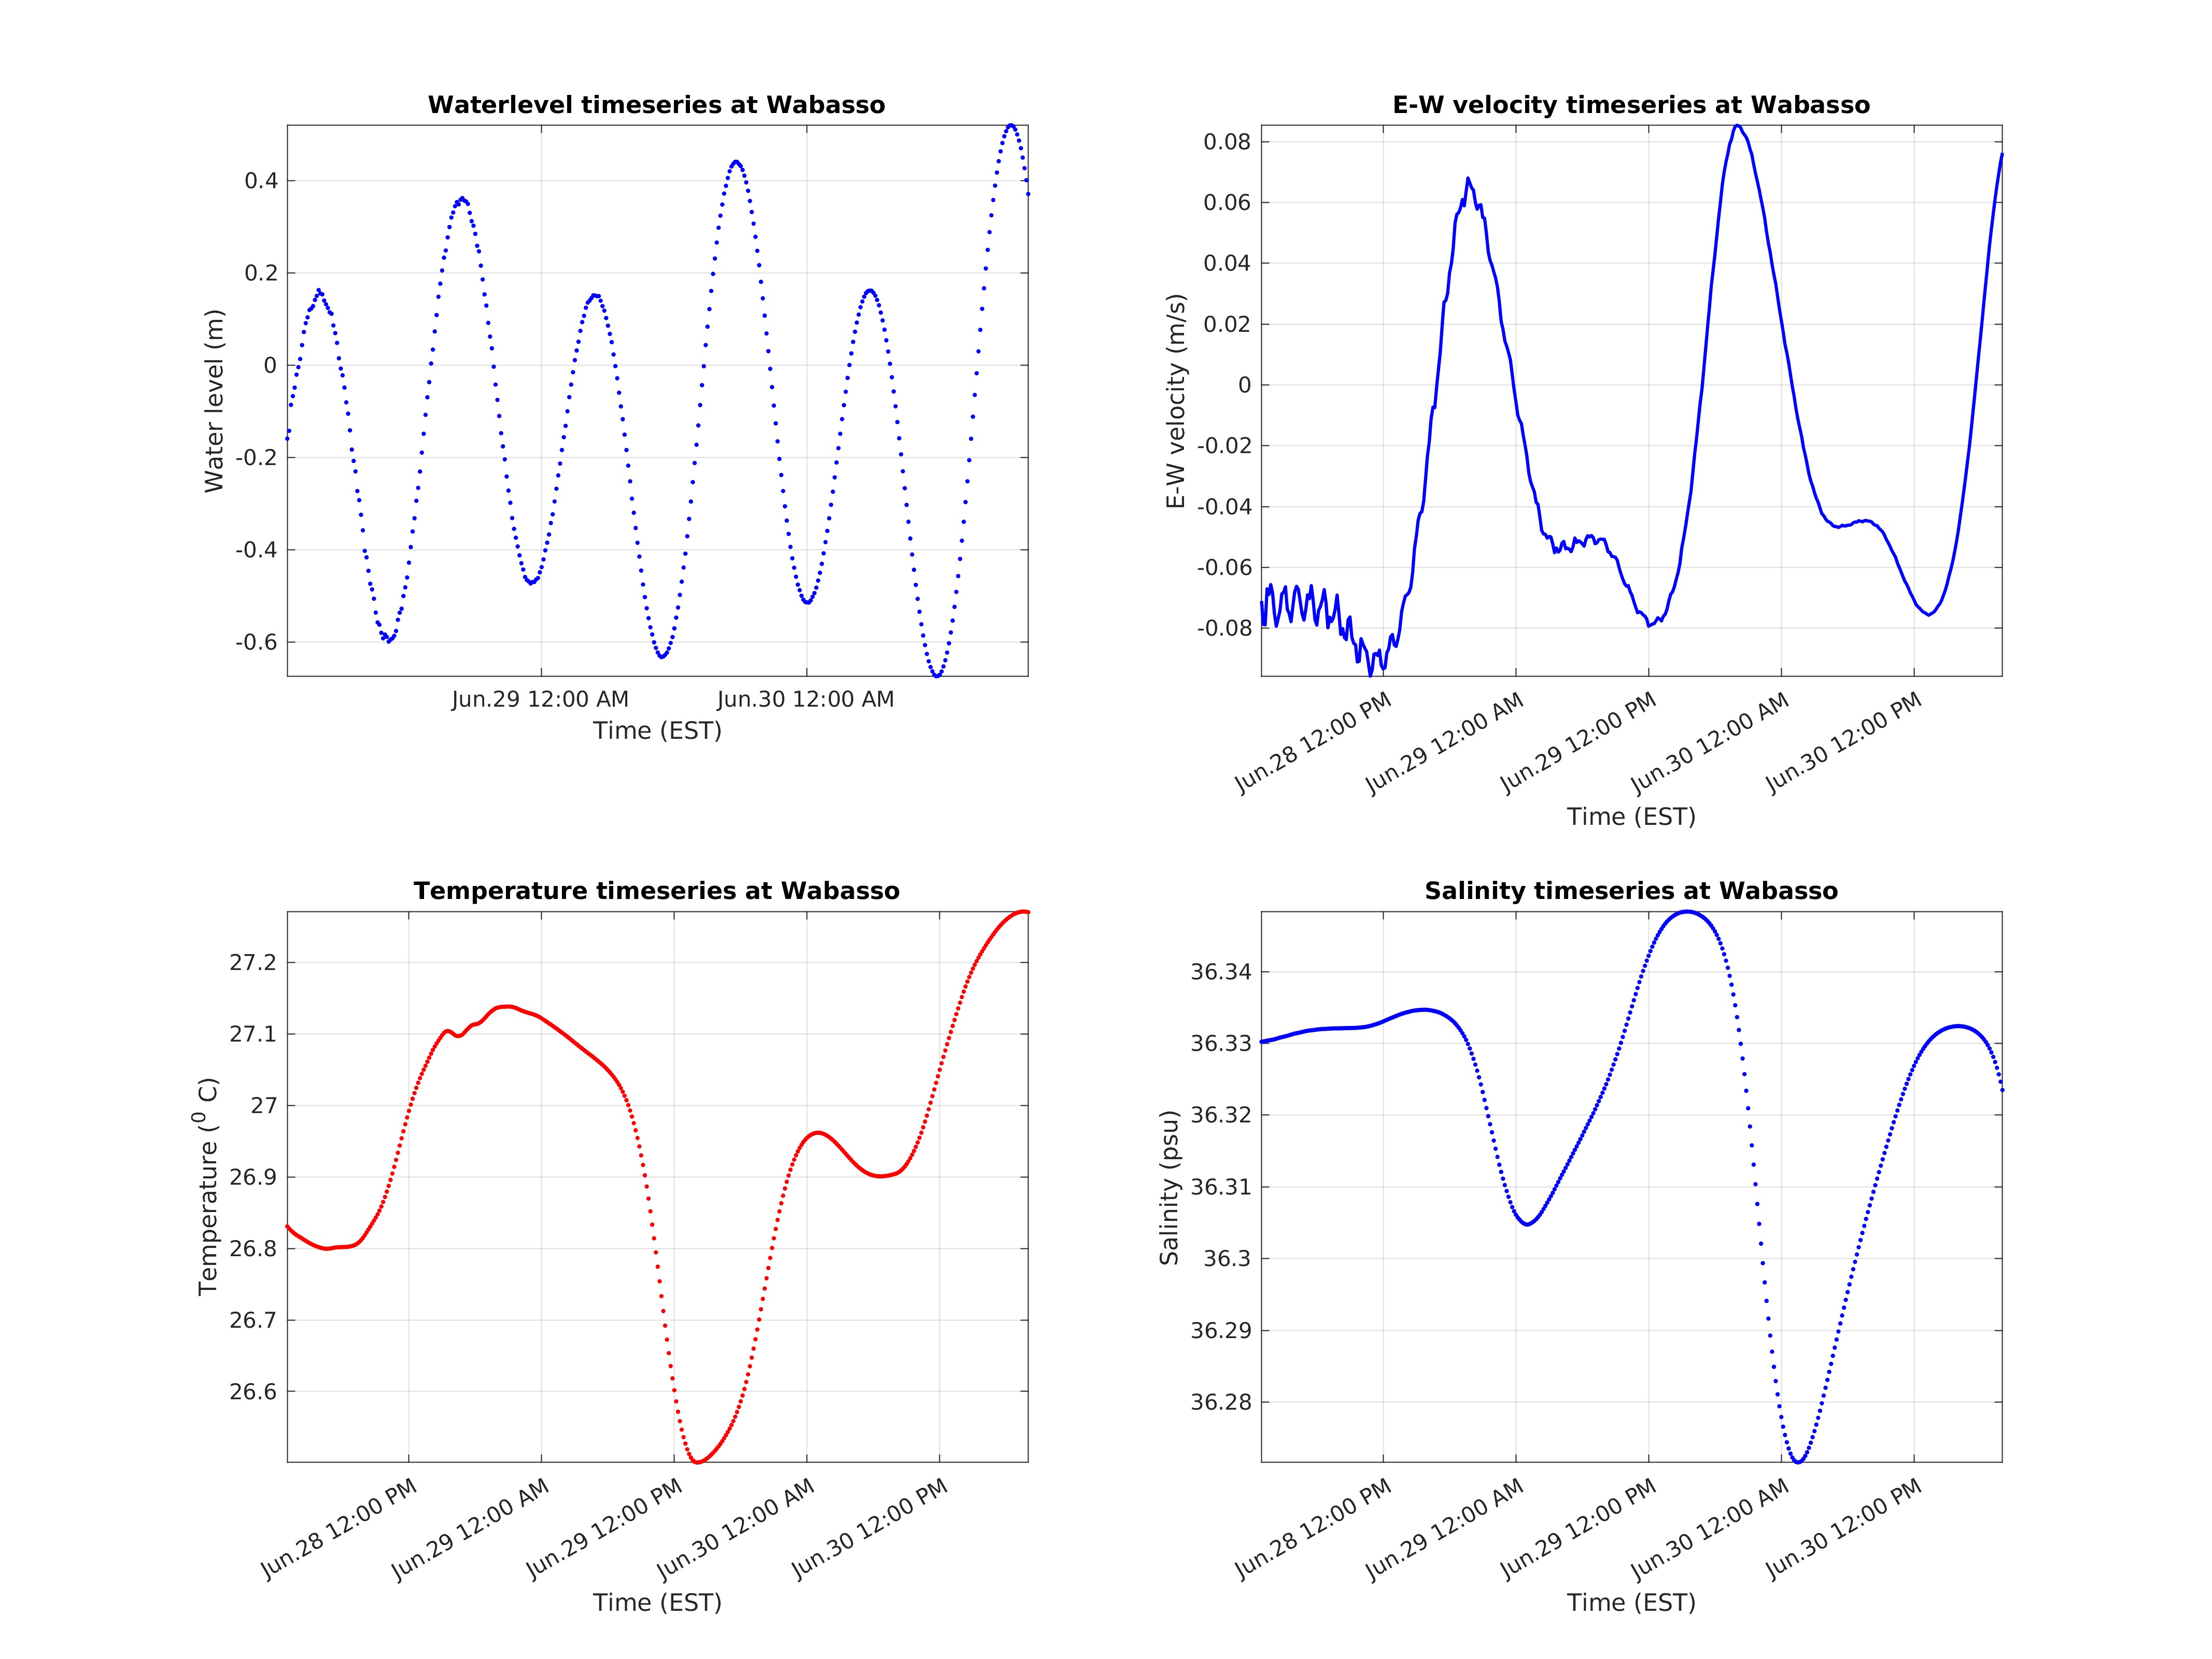 Waterlevel timeseries at Wabasso
0.4
0.2
0
-0.2
-0.4
-0.6
Water level (m)
Jun.29 12:00 AM
Jun.30 12:00 AM
Time (EST)
E-W velocity timeseries at Wabasso
0.08
0.06
0.04
0.02
0
-0.02
-0.04
-0.06
-0.08
E-W velocity (m/s)
Jun.28 12:00 PM
Jun.29 12:00 AM
Jun.29 12:00 PM
Jun.30 12:00 AM
Jun.30 12:00 PM
Time (EST)
Temperature timeseries at Wabasso
27.2
27.1
27
26.9
26.8
26.7
26.6
Temperature (⁰ C)
Jun.28 12:00 PM
Jun.29 12:00 AM
Jun.29 12:00 PM
Jun.30 12:00 AM
Jun.30 12:00 PM
Time (EST)
Salinity timeseries at Wabasso
36.34
36.33
36.32
36.31
36.3
36.29
36.28
Salinity (psu)
Jun.28 12:00 PM
Jun.29 12:00 AM
Jun.29 12:00 PM
Jun.30 12:00 AM
Jun.30 12:00 PM
Time (EST)